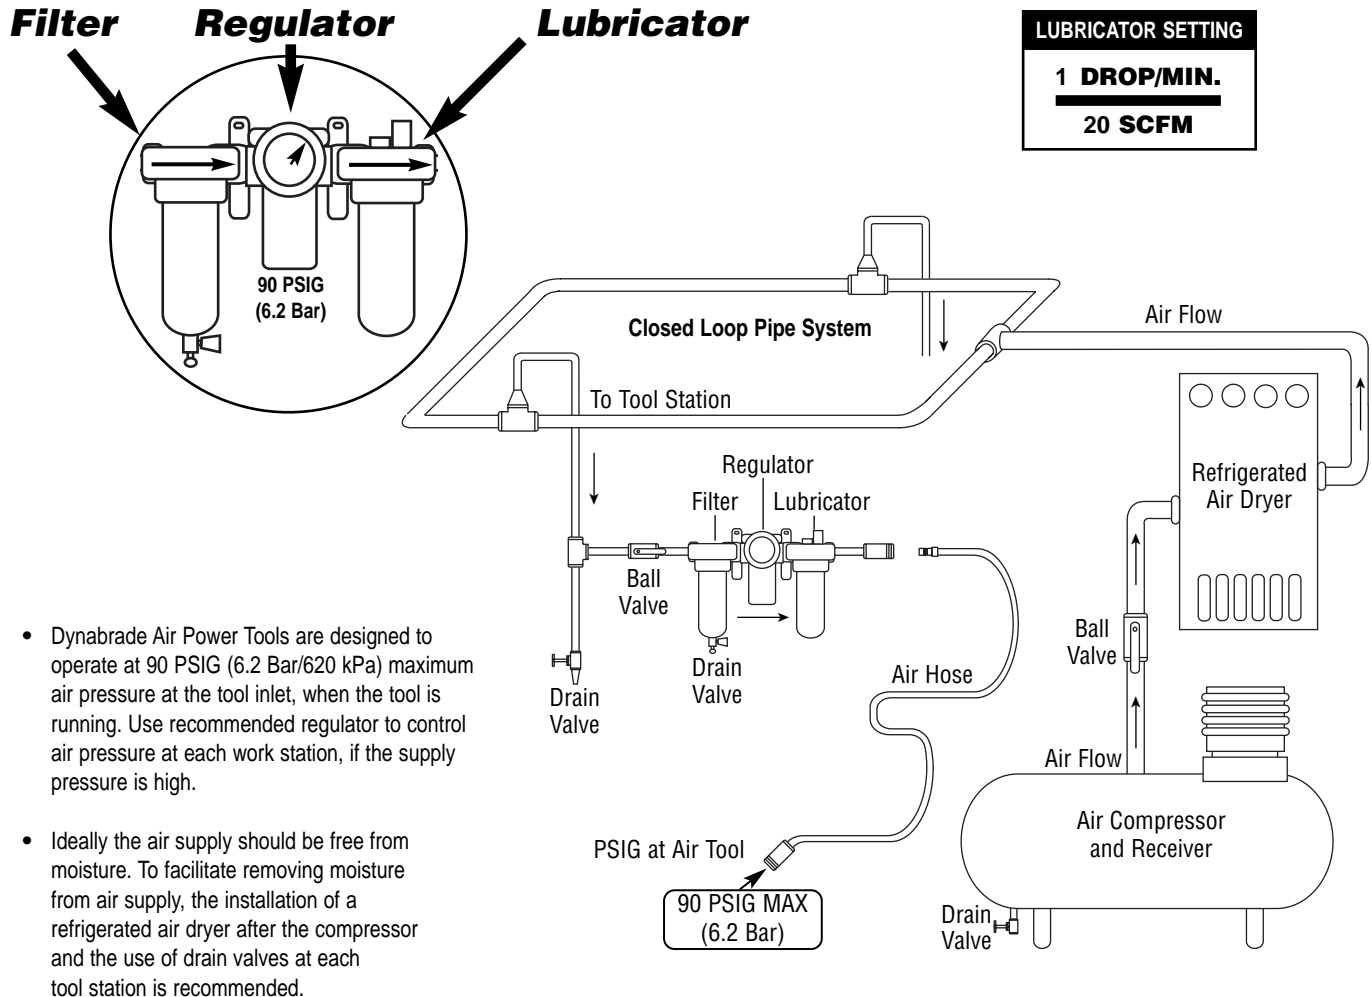 Filter Regulator Lubricator
LUBRICATOR SETTING
1 DROP/MIN.
20 SCFM
90 PSIG
(6.2 Bar)
Closed Loop Pipe System
Air Flow
To Tool Station
Refrigerated
Air Dryer
Regulator
Filter
Lubricator
Ball
Valve
Drain
Valve
Drain
Valve
Air Hose
Ball
Valve
Air Flow
Air Compressor
and Receiver
Drain
Valve
PSIG at Air Tool
90 PSIG MAX
(6.2 Bar)
• Dynabrade Air Power Tools are designed to
operate at 90 PSIG (6.2 Bar/620 kPa) maximum
air pressure at the tool inlet, when the tool is
running. Use recommended regulator to control
air pressure at each work station, if the supply
pressure is high.
• Ideally the air supply should be free from
moisture. To facilitate removing moisture
from air supply, the installation of a
refrigerated air dryer after the compressor
and the use of drain valves at each
tool station is recommended.